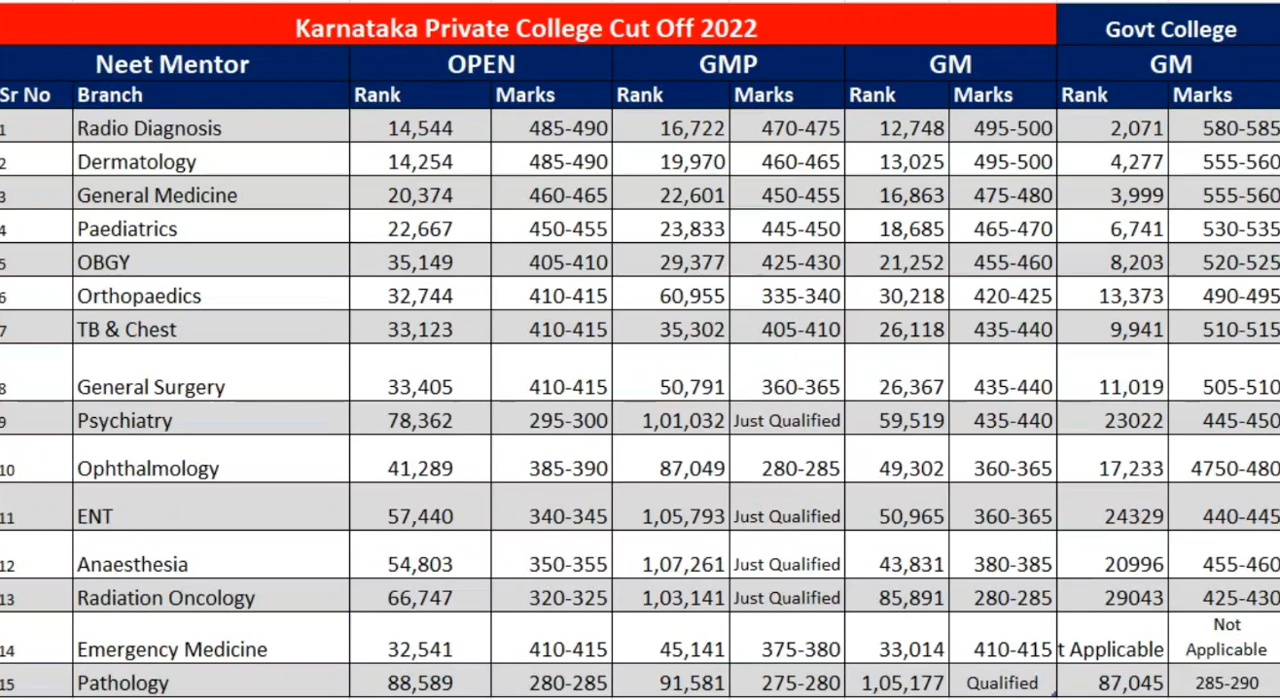 Karnataka Private College Cut Off 2022 Govt College
Neet Mentor OPEN GMP GM GM
Sr No Branch Rank Marks Rank Marks Rank Marks Rank Marks
1 Radio Diagnosis 14,544 485-490 16,722 470-475 12,748 495-500 2,071 580-585
2 Dermatology 14,254 485-490 19,970 460-465 13,025 495-500 4,277 555-560
3 General Medicine 20,374 460-465 22,601 450-455 16,863 475-480 3,999 555-560
4 Paediatrics 22,667 450-455 23,833 445-450 18,685 465-470 6,741 530-535
5 OBGY 35,149 405-410 29,377 425-430 21,252 455-460 8,203 520-525
6 Orthopaedics 32,744 410-415 60,955 335-340 30,218 420-425 13,373 490-495
7 TB & Chest 33,123 410-415 35,302 405-410 26,118 435-440 9,941 510-515
8 General Surgery 33,405 410-415 50,791 360-365 26,367 435-440 11,019 505-510
9 Psychiatry 78,362 295-300 1,01,032 Just Qualified 59,519 435-440 23022 445-450
10 Ophthalmology 41,289 385-390 87,049 280-285 49,302 360-365 17,233 4750-480
11 ENT 57,440 340-345 1,05,793 Just Qualified 50,965 360-365 24329 440-445
12 Anaesthesia 54,803 350-355 1,07,261 Just Qualified 43,831 380-385 20996 455-460
13 Radiation Oncology 66,747 320-325 1,03,141 Just Qualified 85,891 280-285 29043 425-430
14 Emergency Medicine 32,541 410-415 45,141 375-380 33,014 410-415 t Applicable Not
Applicable
15 Pathology 88,589 280-285 91,581 275-280 1,05,177 Qualified 87,045 285-290